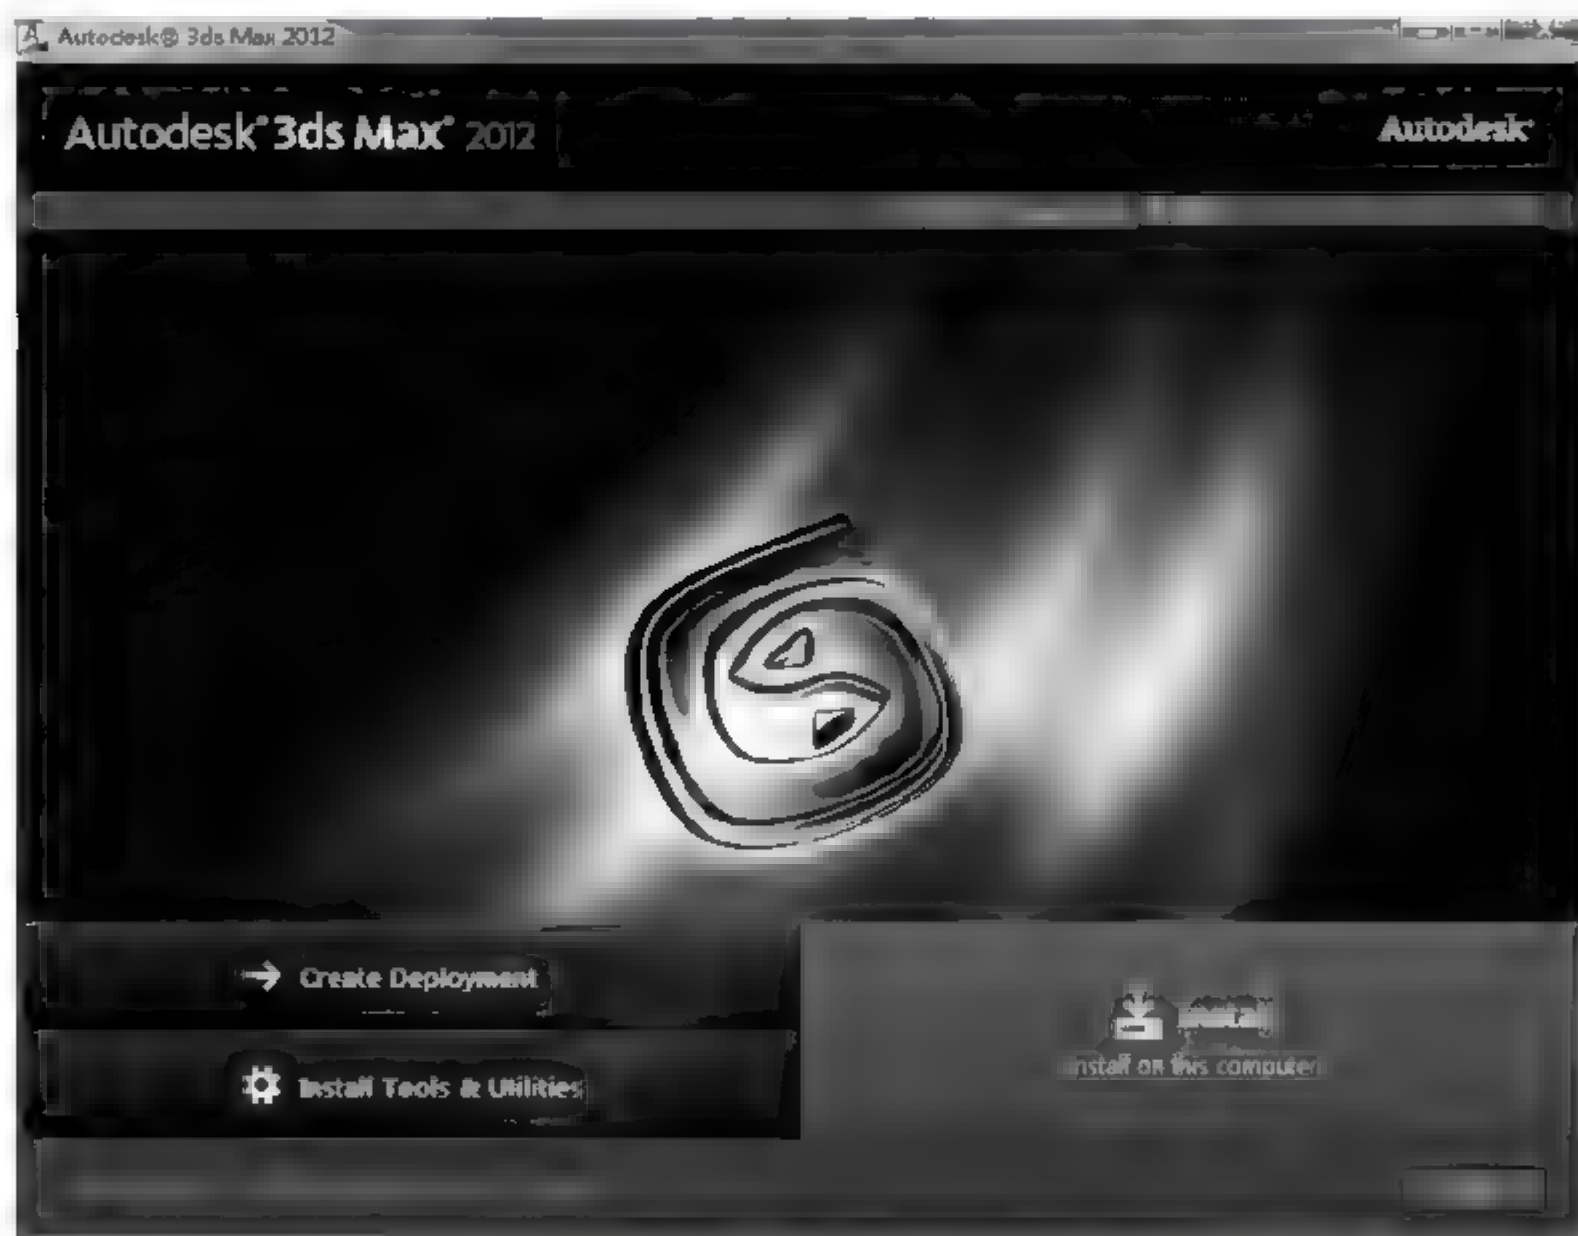 Autodesk® 3ds Max 2012
Autodesk® 3ds Max® 2012
Autodesk®
Create Deployment
Install Tools & Utilities
Install on this computer